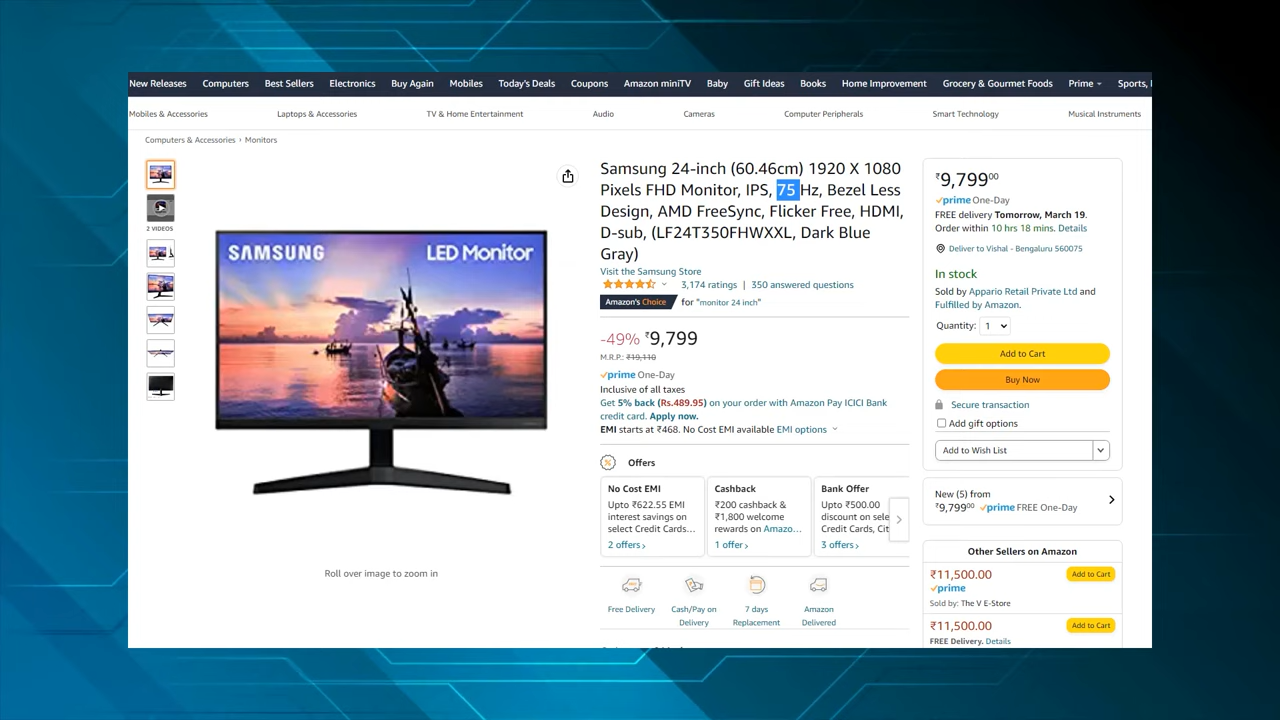 New Releases Computers Best Sellers Electronics Buy Again Mobiles Today's Deals Coupons Amazon miniTV Baby Gift Ideas Books Home Improvement Grocery & Gourmet Foods Prime Sports,
Mobiles & Accessories Laptops & Accessories TV & Home Entertainment Audio Cameras Computer Peripherals Smart Technology Musical Instruments
Computers & Accessories › Monitors
2 VIDEOS
SAMSUNG LED Monitor
Roll over image to zoom in
Samsung 24-inch (60.46cm) 1920 X 1080
Pixels FHD Monitor, IPS, 75 Hz, Bezel Less
Design, AMD FreeSync, Flicker Free, HDMI,
D-sub, (LF24T350FHWXXL, Dark Blue
Gray)
Visit the Samsung Store
3,174 ratings | 350 answered questions
Amazon's Choice for "monitor 24 inch"
-49% ₹9,799
M.R.P.: ₹19,110
prime One-Day
Inclusive of all taxes
Get 5% back (Rs.489.95) on your order with Amazon Pay ICICI Bank
credit card. Apply now.
EMI starts at ₹468. No Cost EMI available EMI options
Offers
No Cost EMI
Upto ₹622.55 EMI
interest savings on
select Credit Cards…
2 offers ›
Cashback
₹200 cashback &
₹1,800 welcome
rewards on Amazo…
1 offer ›
Bank Offer
Upto ₹500.00
discount on sele
Credit Cards, Cit
3 offers ›
Free Delivery
Cash/Pay on
Delivery
7 days
Replacement
Amazon
Delivered
₹9,79900
prime One-Day
FREE delivery Tomorrow, March 19.
Order within 10 hrs 18 mins. Details
Deliver to Vishal - Bengaluru 560075
In stock
Sold by Appario Retail Private Ltd and
Fulfilled by Amazon.
Quantity: 1
Add to Cart
Buy Now
Secure transaction
Add gift options
Add to Wish List
New (5) from
₹9,79900 prime FREE One-Day
Other Sellers on Amazon
₹11,500.00 Add to Cart
prime
Sold by: The V E-Store
₹11,500.00 Add to Cart
FREE Delivery. Details